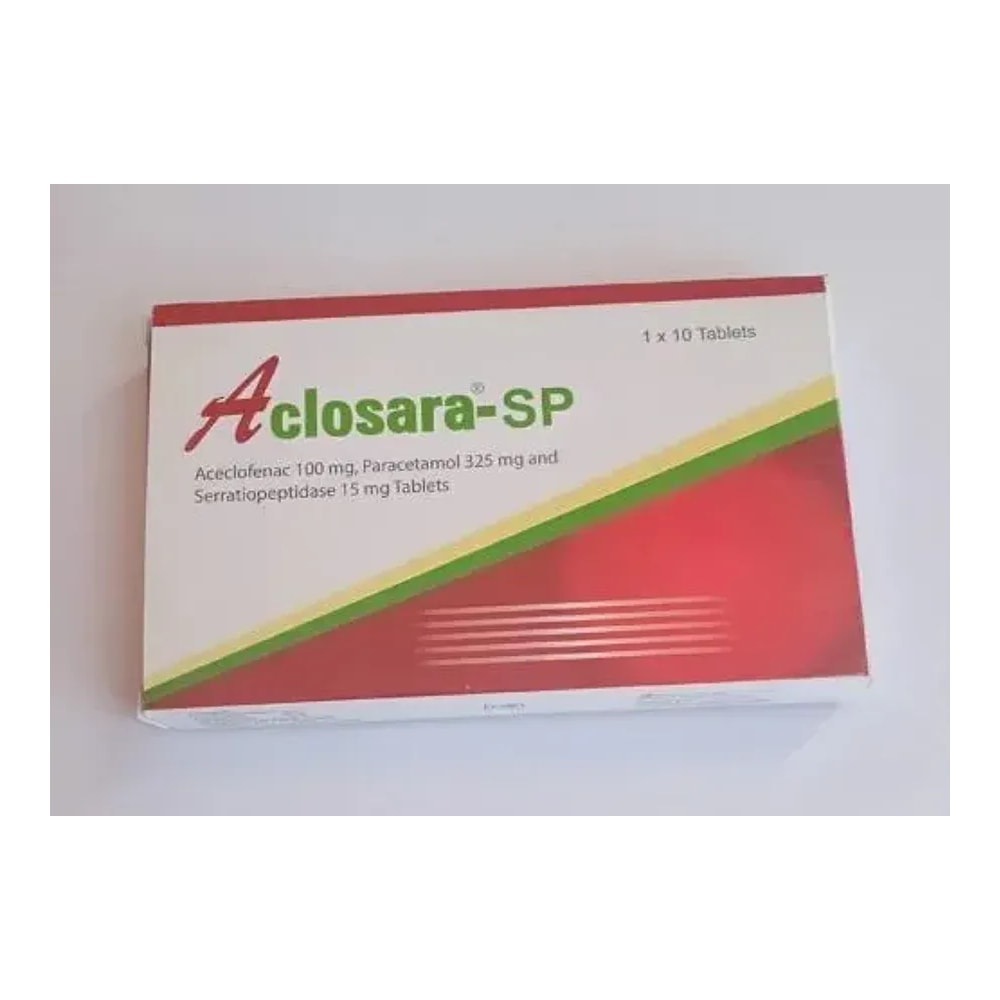 1 x 10 Tablets
Aclosara®-SP
Aceclofenac 100 mg, Paracetamol 325 mg and
Serratiopeptidase 15 mg Tablets